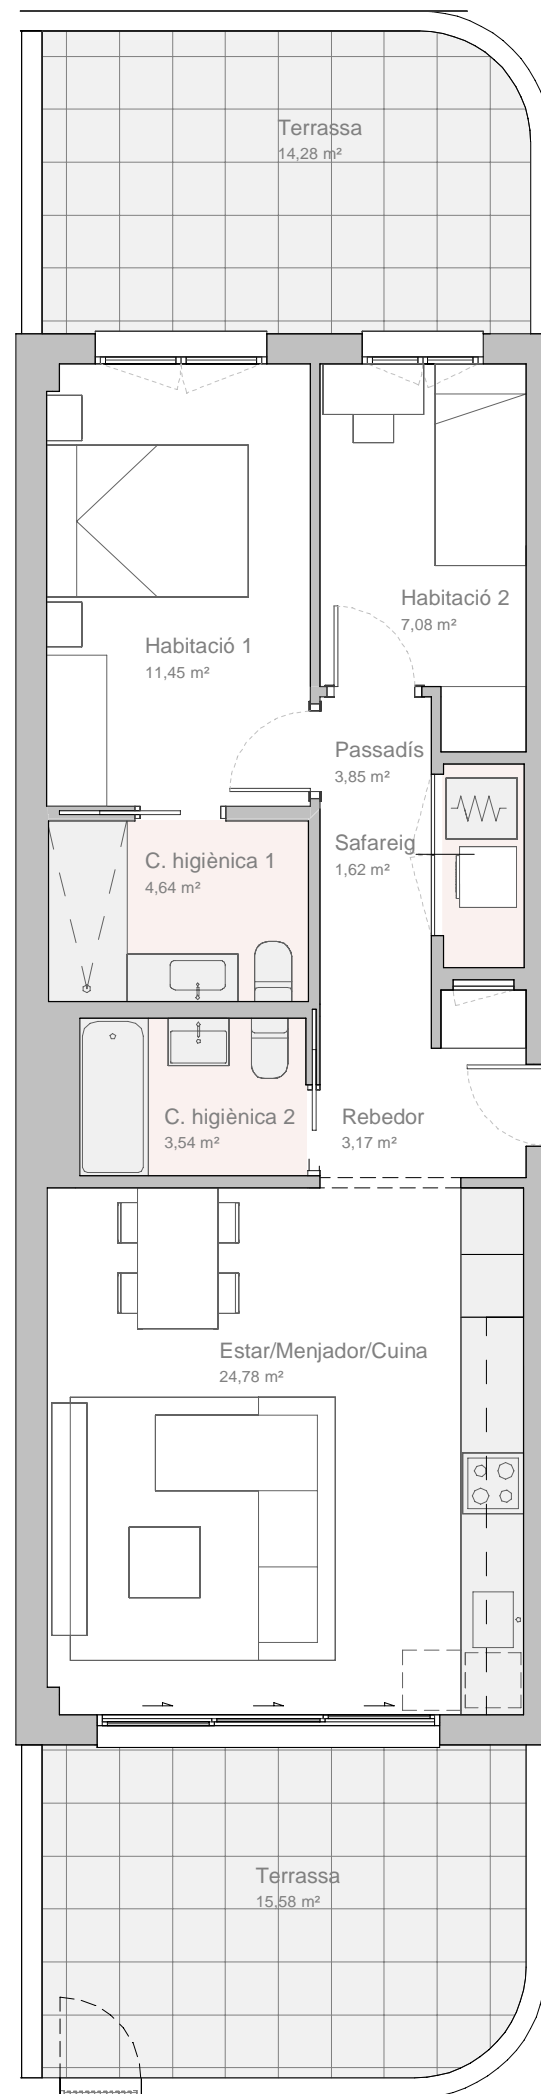 Terrassa
14,28 m²
Habitació 2
7,08 m²
Habitació 1
11,45 m²
Passadís
3,85 m²
Safareig
1,62 m²
C. higiènica 1
4,64 m²
C. higiènica 2
3,54 m²
Rebedor
3,17 m²
Estar/Menjador/Cuina
24,78 m²
Terrassa
15,58 m²